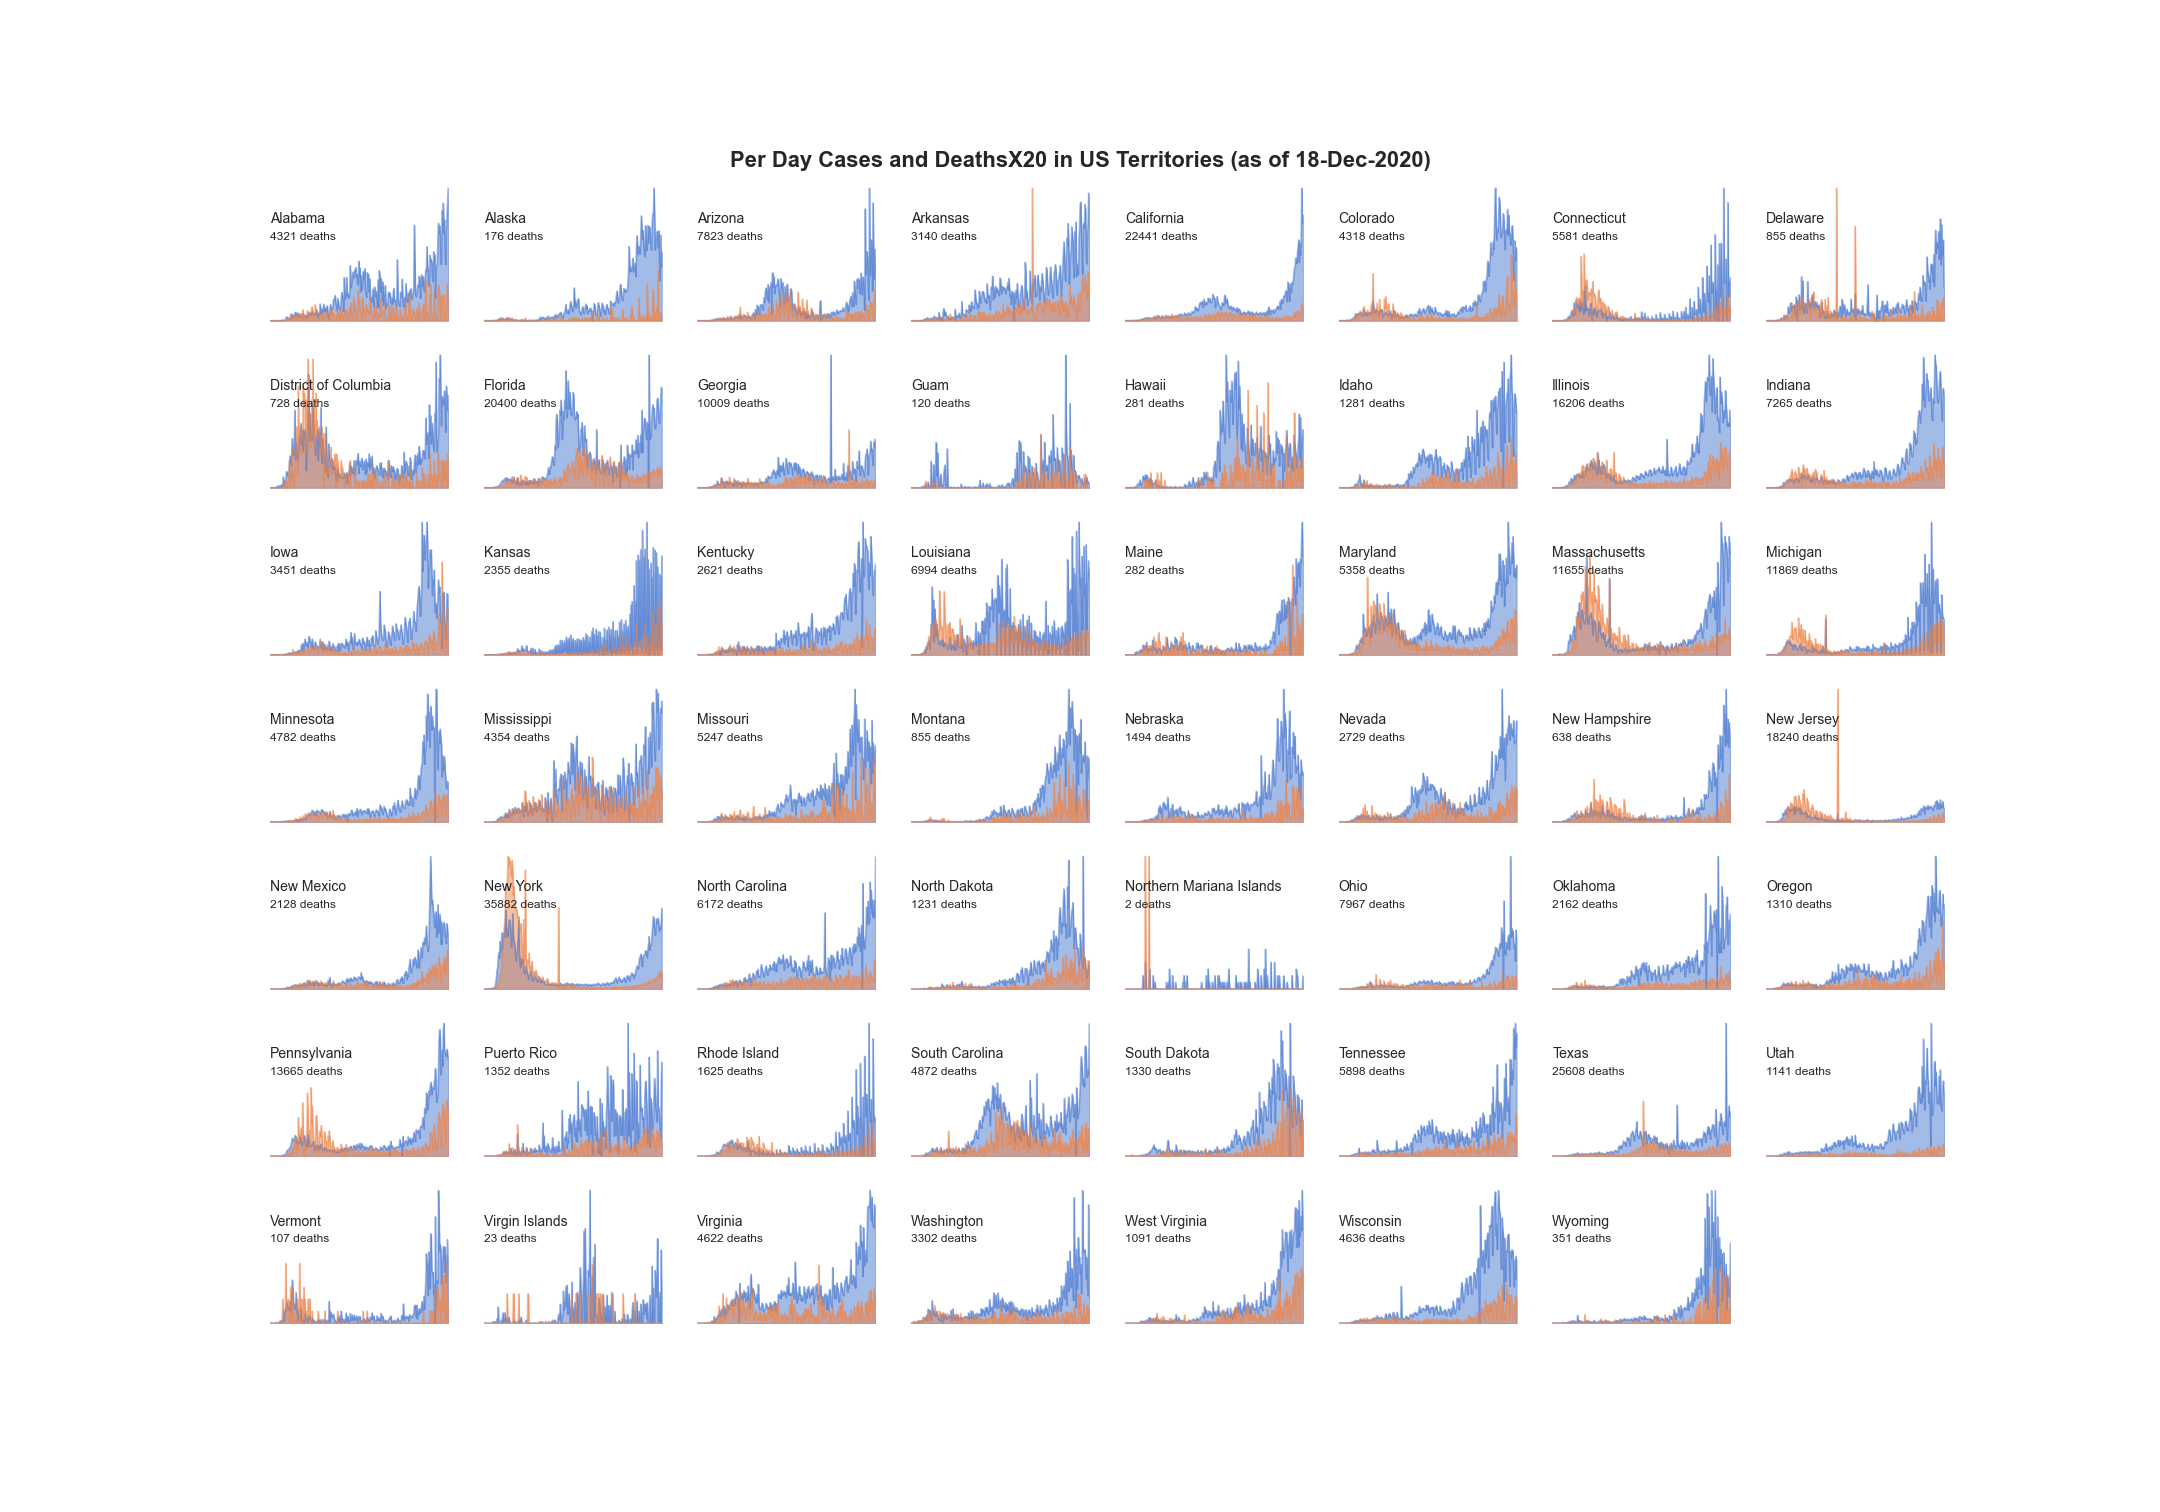 Per Day Cases and DeathsX20 in US Territories (as of 18-Dec-2020)
Alabama
4321 deaths
Alaska
176 deaths
Arizona
7823 deaths
Arkansas
3140 deaths
California
22441 deaths
Colorado
4318 deaths
Connecticut
5581 deaths
Delaware
855 deaths
District of Columbia
728 deaths
Florida
20400 deaths
Georgia
10009 deaths
Guam
120 deaths
Hawaii
281 deaths
Idaho
1281 deaths
Illinois
16206 deaths
Indiana
7265 deaths
Iowa
3451 deaths
Kansas
2355 deaths
Kentucky
2621 deaths
Louisiana
6994 deaths
Maine
282 deaths
Maryland
5358 deaths
Massachusetts
11655 deaths
Michigan
11869 deaths
Minnesota
4782 deaths
Mississippi
4354 deaths
Missouri
5247 deaths
Montana
855 deaths
Nebraska
1494 deaths
Nevada
2729 deaths
New Hampshire
638 deaths
New Jersey
18240 deaths
New Mexico
2128 deaths
New York
35882 deaths
North Carolina
6172 deaths
North Dakota
1231 deaths
Northern Mariana Islands
2 deaths
Ohio
7967 deaths
Oklahoma
2162 deaths
Oregon
1310 deaths
Pennsylvania
13665 deaths
Puerto Rico
1352 deaths
Rhode Island
1625 deaths
South Carolina
4872 deaths
South Dakota
1330 deaths
Tennessee
5898 deaths
Texas
25608 deaths
Utah
1141 deaths
Vermont
107 deaths
Virgin Islands
23 deaths
Virginia
4622 deaths
Washington
3302 deaths
West Virginia
1091 deaths
Wisconsin
4636 deaths
Wyoming
351 deaths